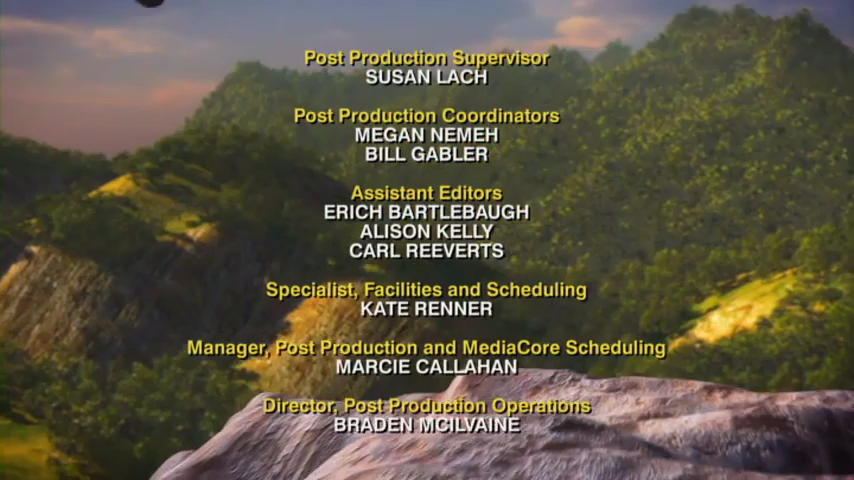 Post Production Supervisor
SUSAN LACH
Post Production Coordinators
MEGAN NEMEH
BILL GABLER
Assistant Editors
ERICH BARTLEBAUGH
ALISON KELLY
CARL REEVERTS
Specialist, Facilities and Scheduling
KATE RENNER
Manager, Post Production and MediaCore Scheduling
MARCIE CALLAHAN
Director, Post Production Operations
BRADEN MCILVAINE